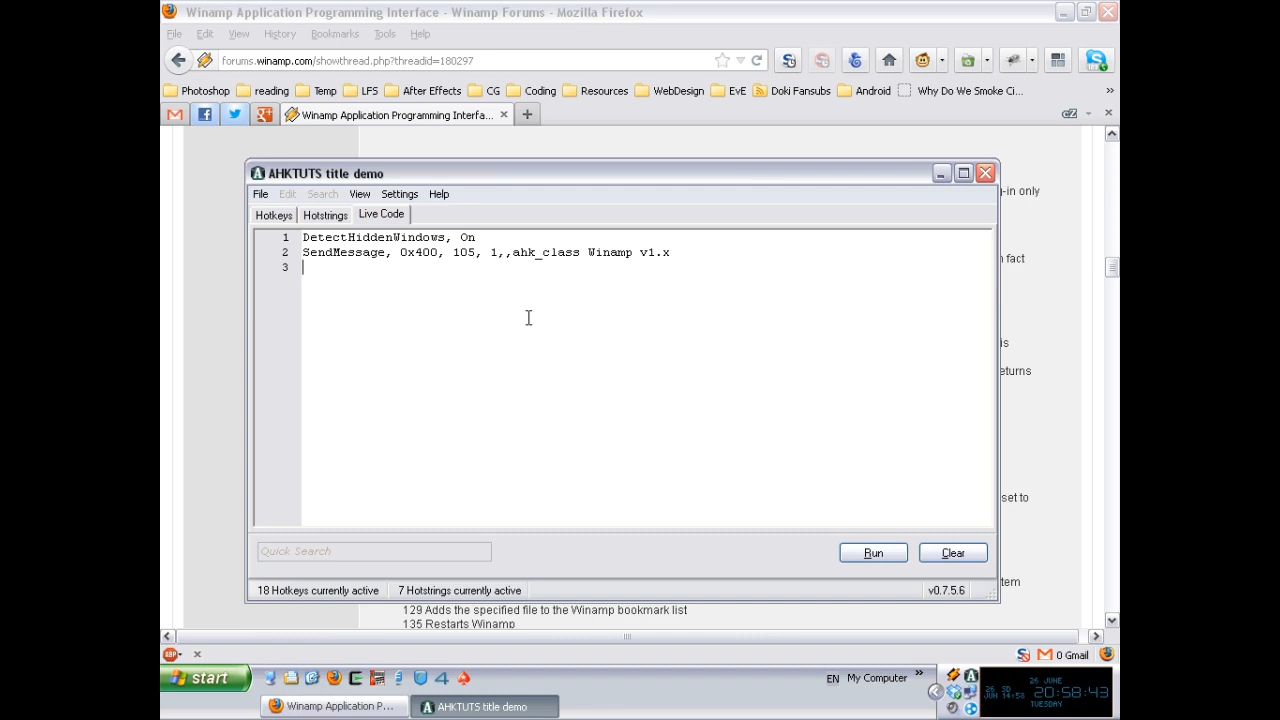 Winamp Application Programming Interface - Winamp Forums - Mozilla Firefox
File Edit View History Bookmarks Tools Help
forums.winamp.com/showthread.php?threadid=180297
Photoshop reading Temp LFS After Effects CG Coding Resources WebDesign EvE Doki Fansubs Android Why Do We Smoke Ci... »
Winamp Application Programming Interfa...
AHKTUTS title demo
-in only
File Edit Search View Settings Help
Hotkeys Hotstrings Live Code
1 DetectHiddenWindows, On
2 SendMessage, 0x400, 105, 1,,ahk_class Winamp v1.x
3
fact
is
eturns
set to
Quick Search
Run Clear
tem
18 Hotkeys currently active 7 Hotstrings currently active v0.7.5.6
129 Adds the specified file to the Winamp bookmark list
135 Restarts Winamp
ABP 0 Gmail
start EN My Computer »
Winamp Application P... AHKTUTS title demo
26 JUNE
20:58:43
TUESDAY